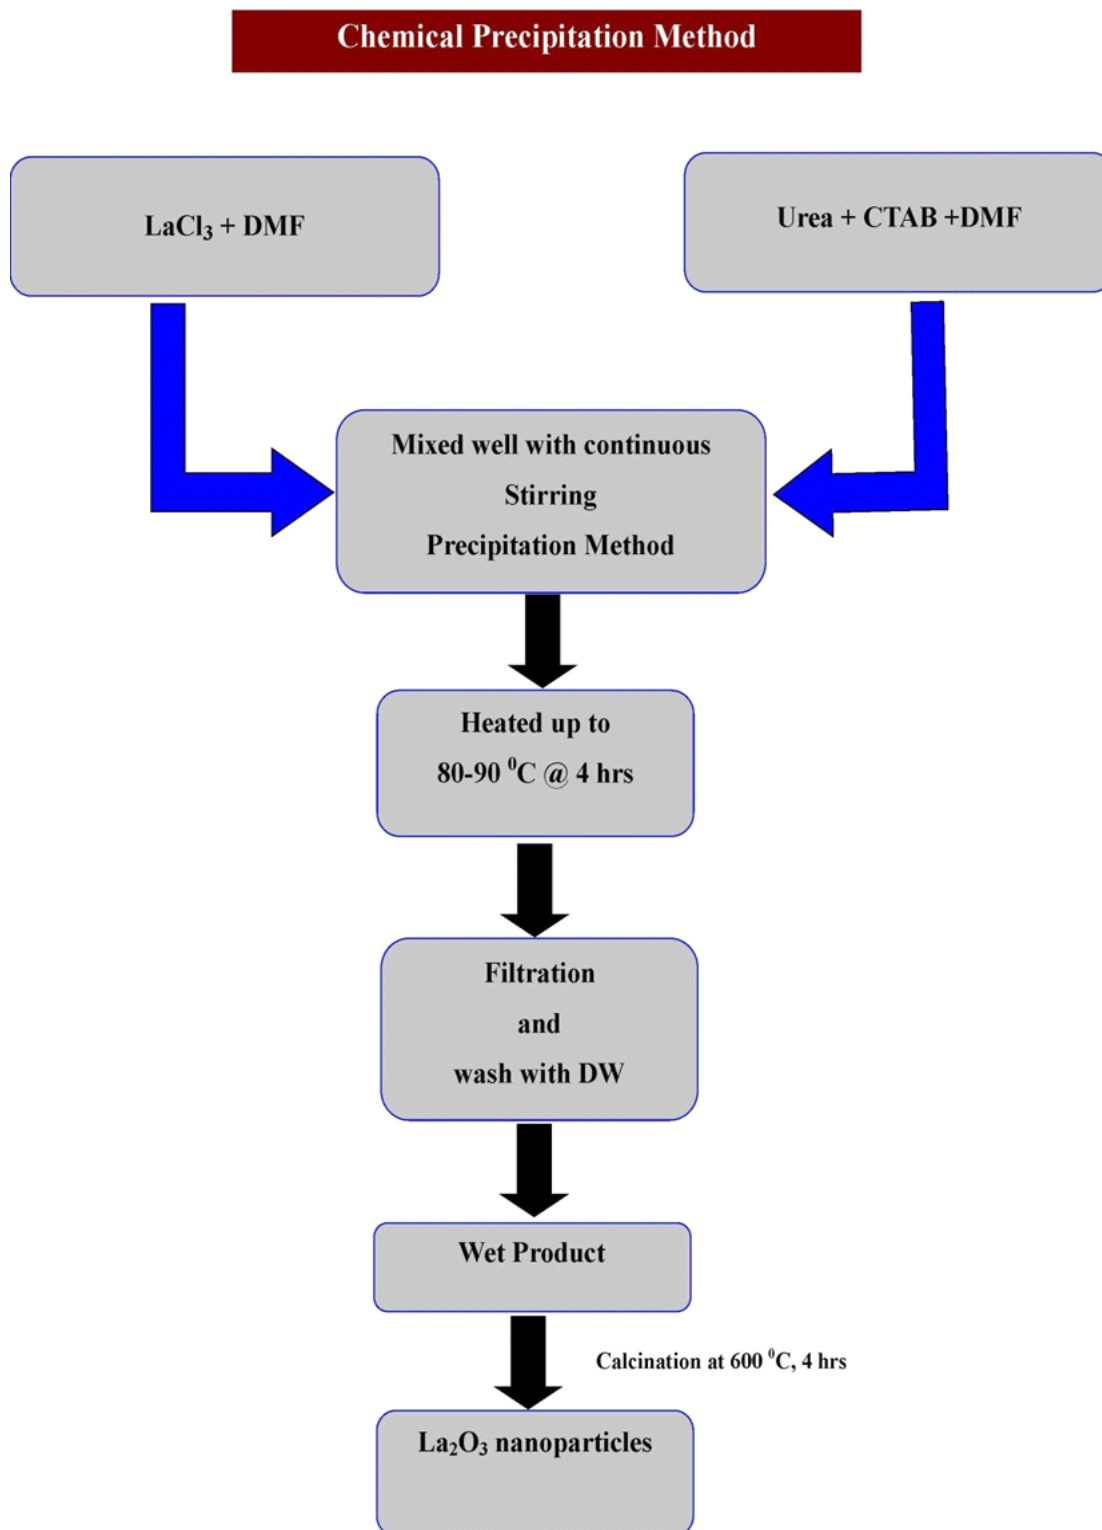 Chemical Precipitation Method
LaCl₃ + DMF
Urea + CTAB +DMF
Mixed well with continuous
Stirring
Precipitation Method
Heated up to
80-90 ⁰C @ 4 hrs
Filtration
and
wash with DW
Wet Product
Calcination at 600 ⁰C, 4 hrs
La₂O₃ nanoparticles